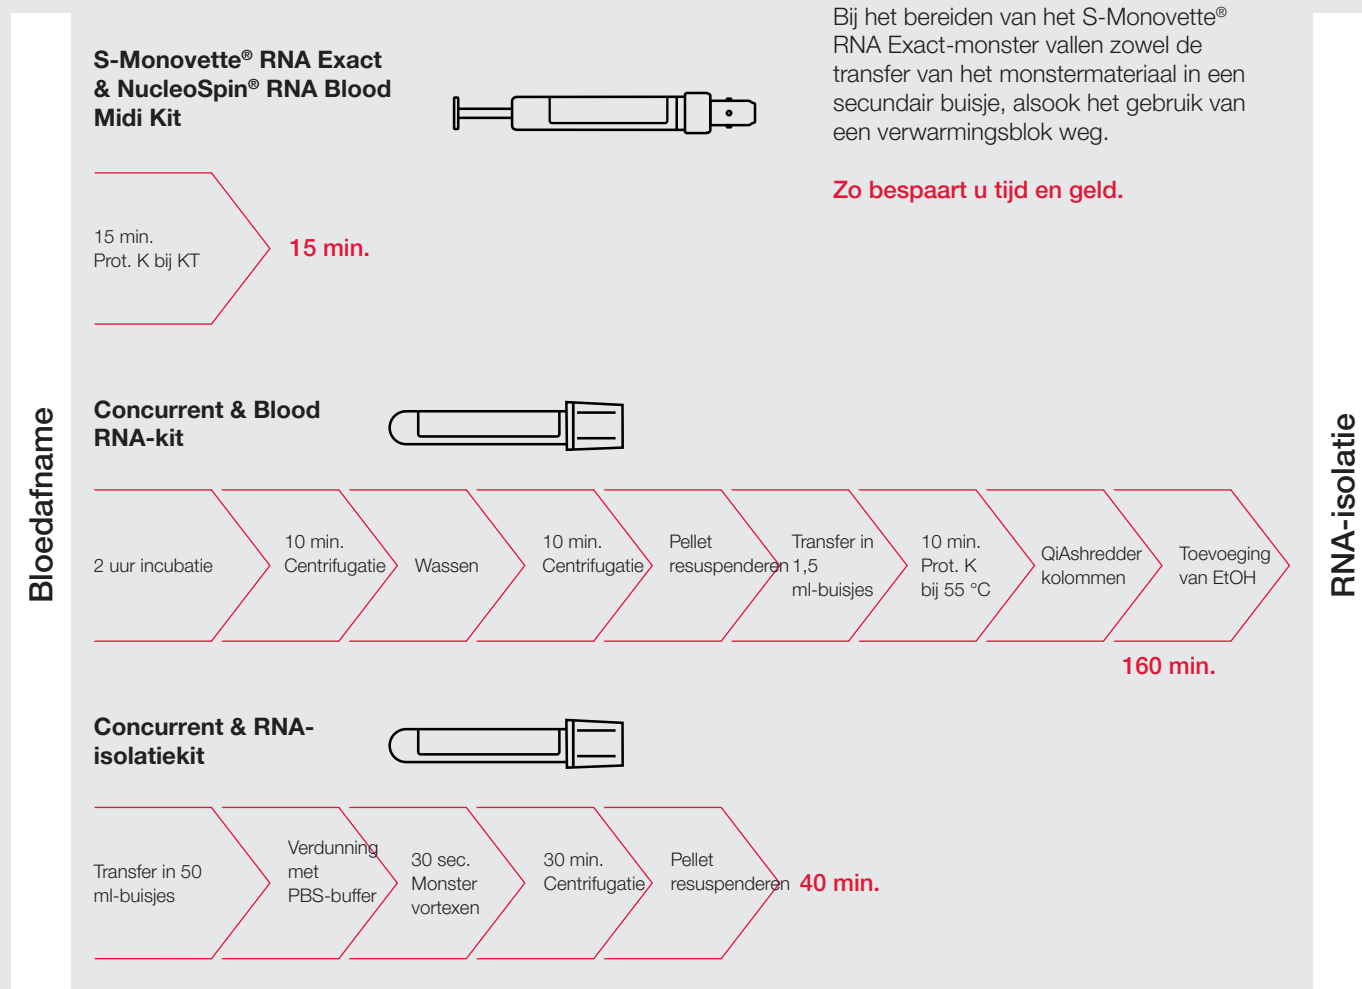 Bloedafname
S-Monovette® RNA Exact
& NucleoSpin® RNA Blood
Midi Kit
Bij het bereiden van het S-Monovette®
RNA Exact-monster vallen zowel de
transfer van het monstermateriaal in een
secundair buisje, alsook het gebruik van
een verwarmingsblok weg.
Zo bespaart u tijd en geld.
15 min.
Prot. K bij KT
15 min.
Concurrent & Blood
RNA-kit
2 uur incubatie
10 min.
Centrifugatie
Wassen
10 min.
Centrifugatie
Pellet
resuspenderen
Transfer in
1,5
ml-buisjes
10 min.
Prot. K
bij 55 °C
QiAshredder
kolommen
Toevoeging
van EtOH
160 min.
Concurrent & RNA-
isolatiekit
Transfer in 50
ml-buisjes
Verdunning
met
PBS-buffer
30 sec.
Monster
vortexen
30 min.
Centrifugatie
Pellet
resuspenderen
40 min.
RNA-isolatie